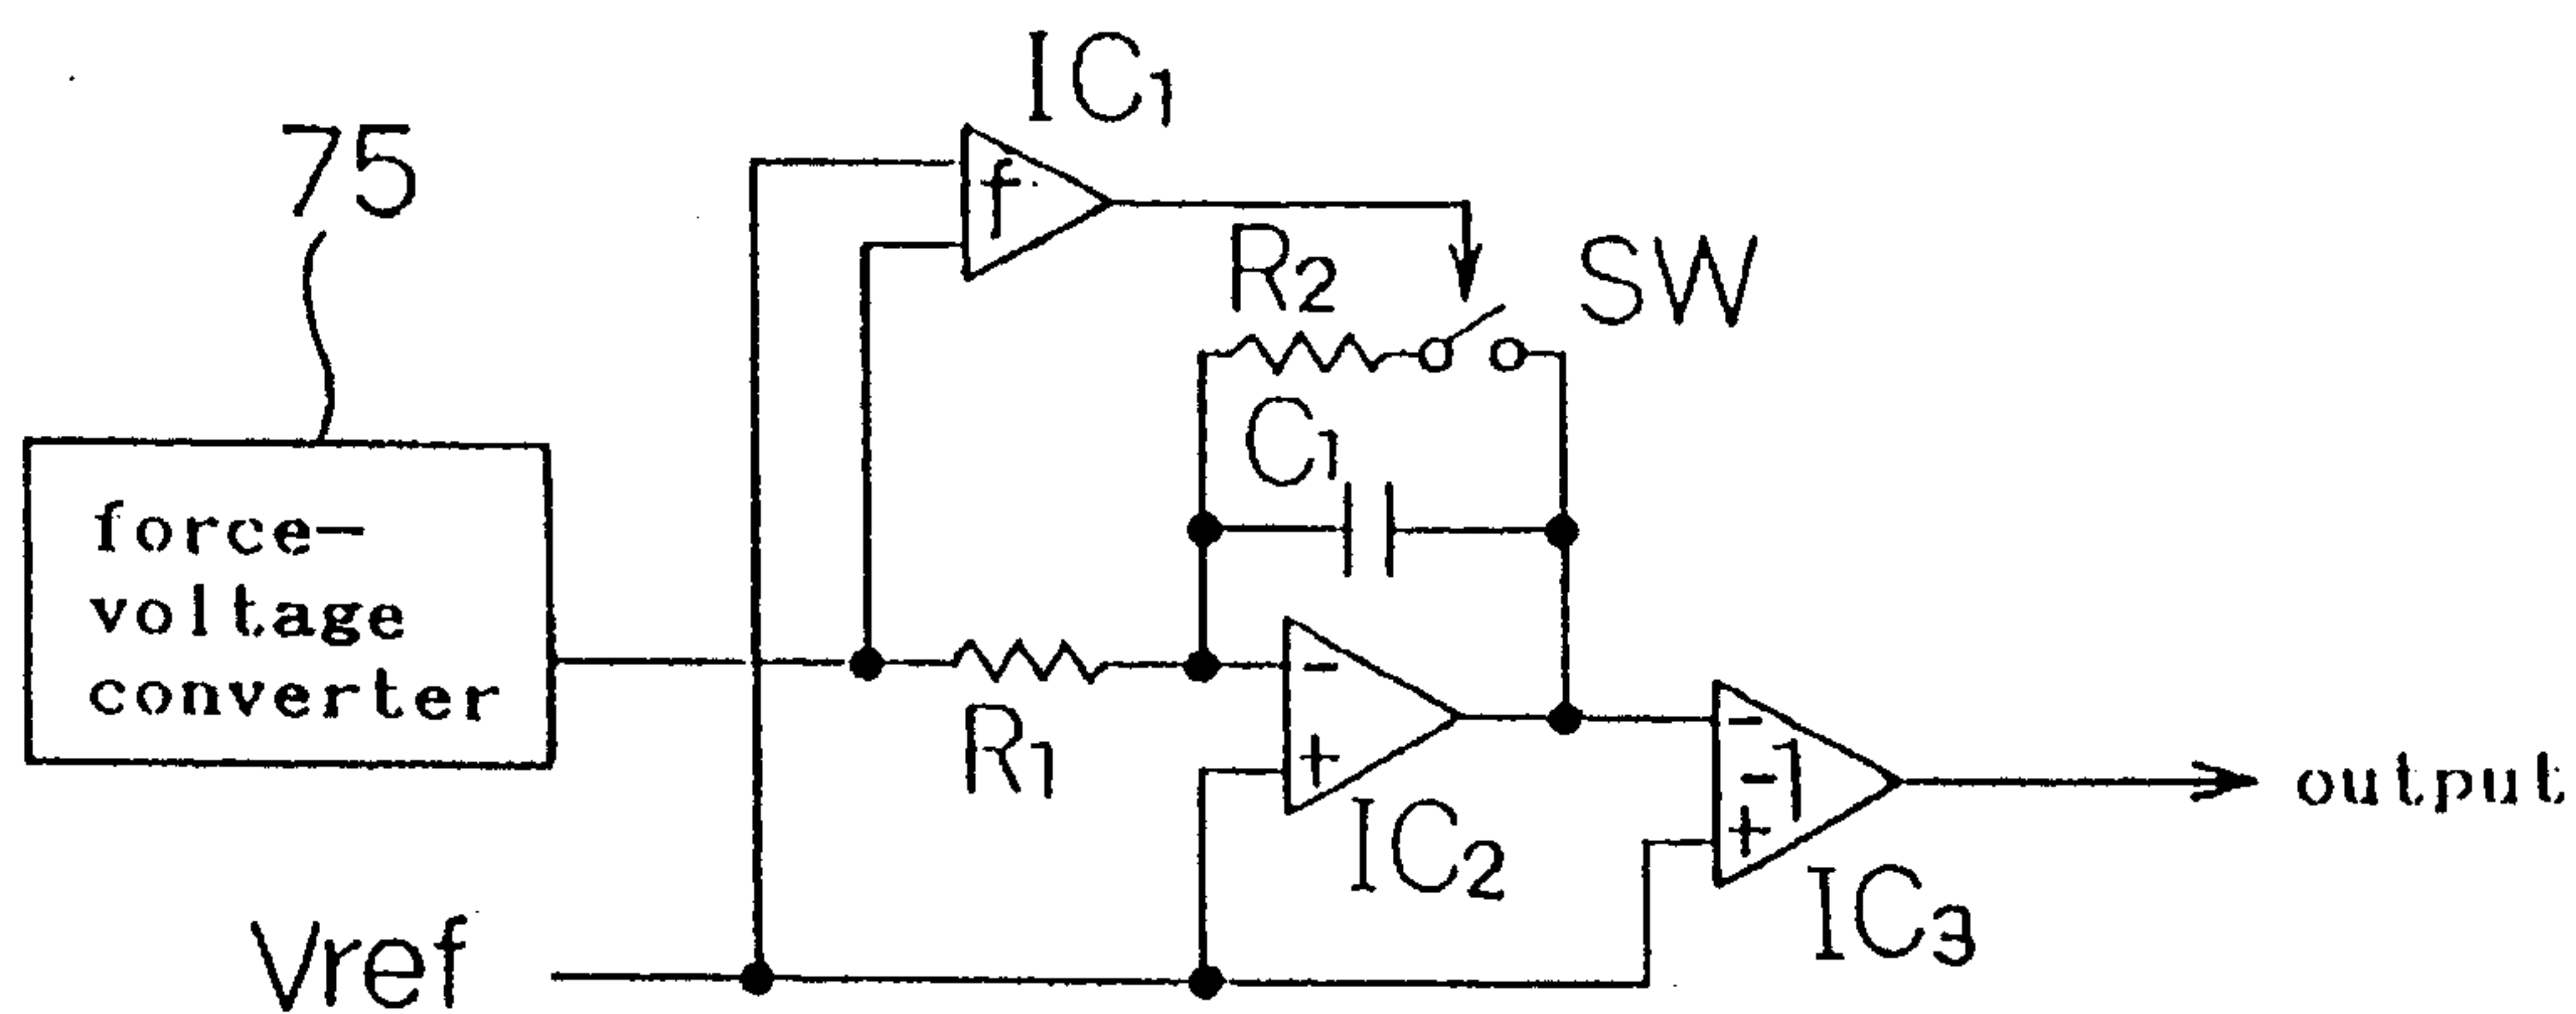 IC1
75
f
R2
SW
C1
force-
voltage
converter
R1
-
+
IC2
-
-1
+
IC3
output
Vref